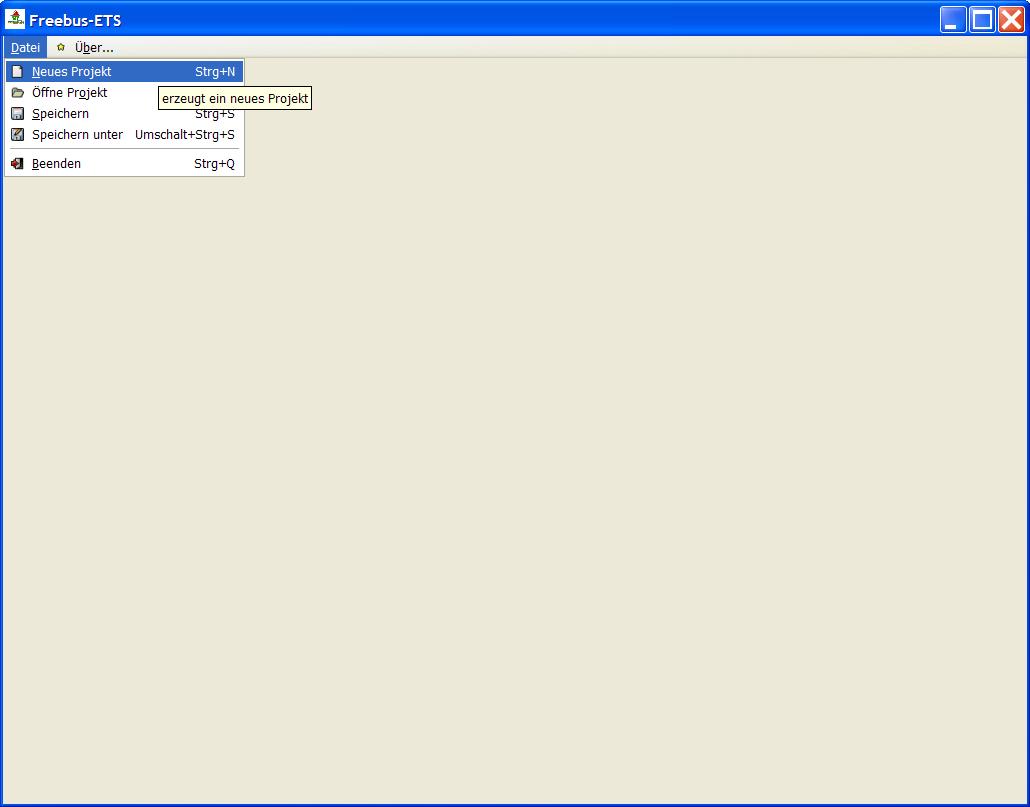 Freebus-ETS
Datei Über...
Neues Projekt Strg+N
Öffne Projekt
erzeugt ein neues Projekt
Speichern Strg+S
Speichern unter Umschalt+Strg+S
Beenden Strg+Q